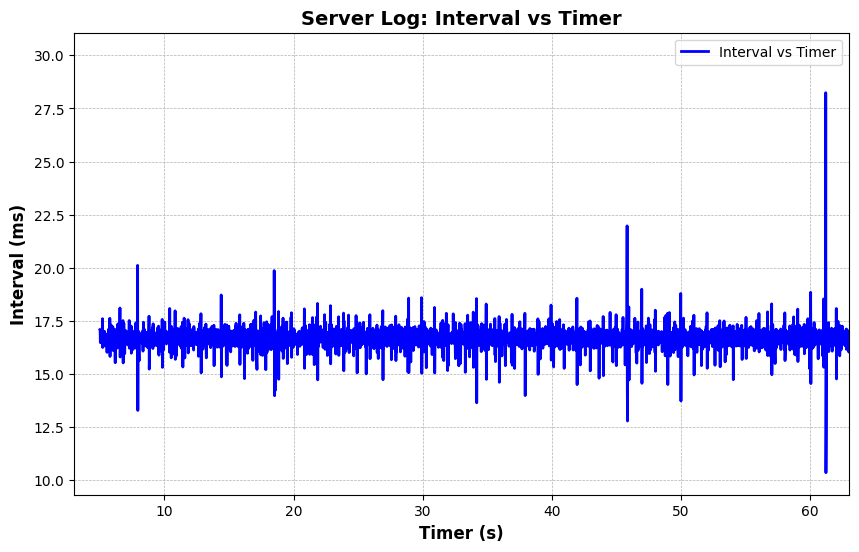 Server Log: Interval vs Timer
Interval vs Timer
30.0
27.5
25.0
22.5
20.0
17.5
15.0
12.5
10.0
Interval (ms)
10 20 30 40 50 60
Timer (s)